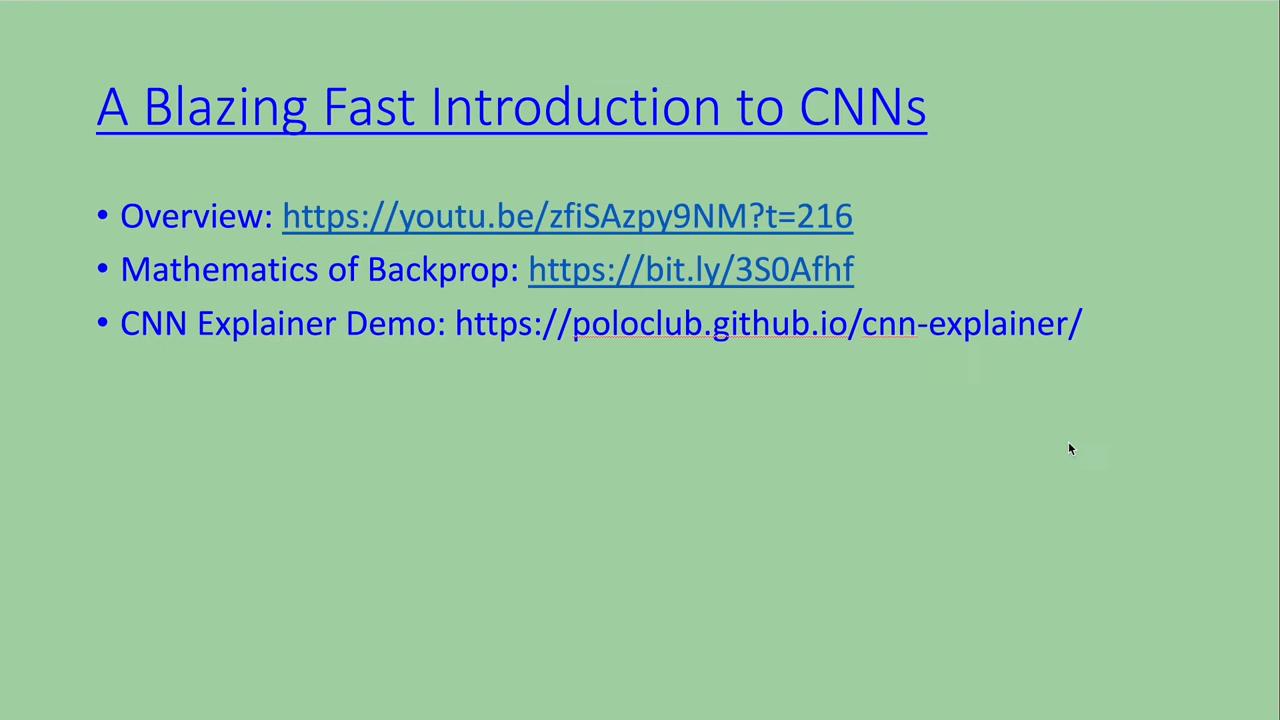 A Blazing Fast Introduction to CNNs
• Overview: https://youtu.be/zfiSAzpy9NM?t=216
• Mathematics of Backprop: https://bit.ly/3S0Afhf
• CNN Explainer Demo: https://poloclub.github.io/cnn-explainer/